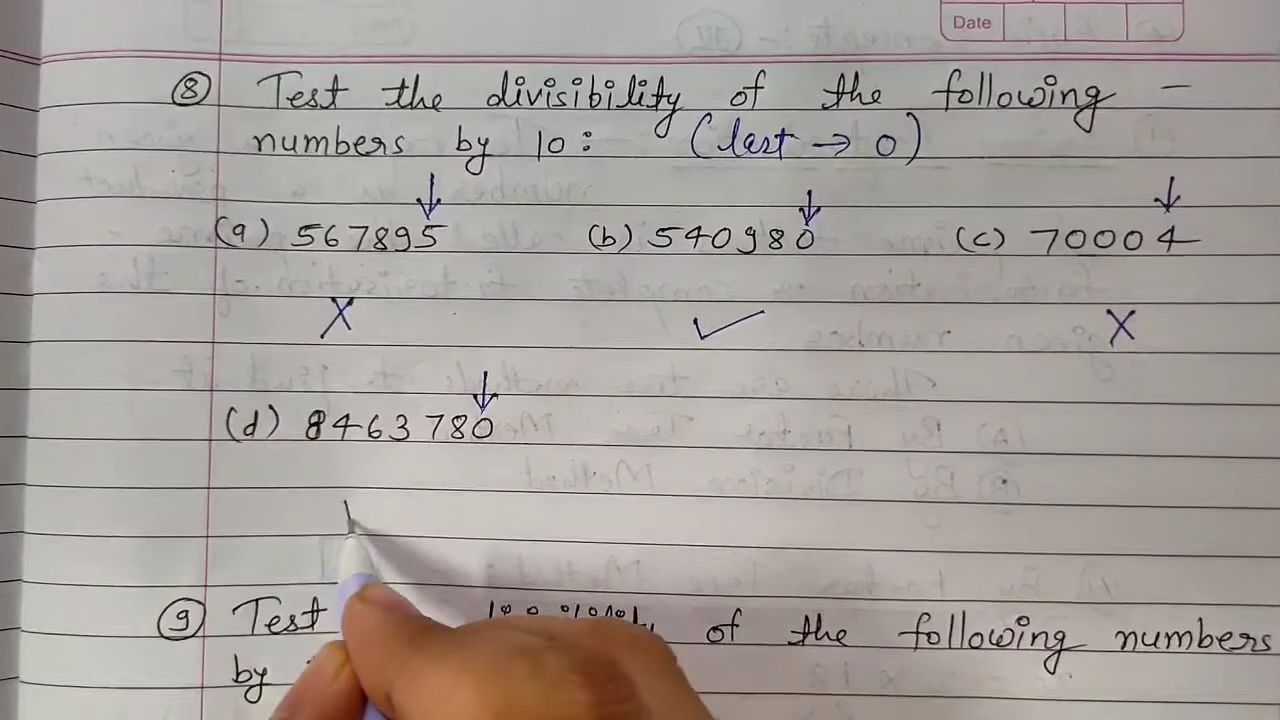 Date
⑧ Test the divisibility of the following -
numbers by 10: (last → 0)
(a) 567895 (b) 540980 (c) 70004
(d) 8463780
⑨ Test of the following numbers
by